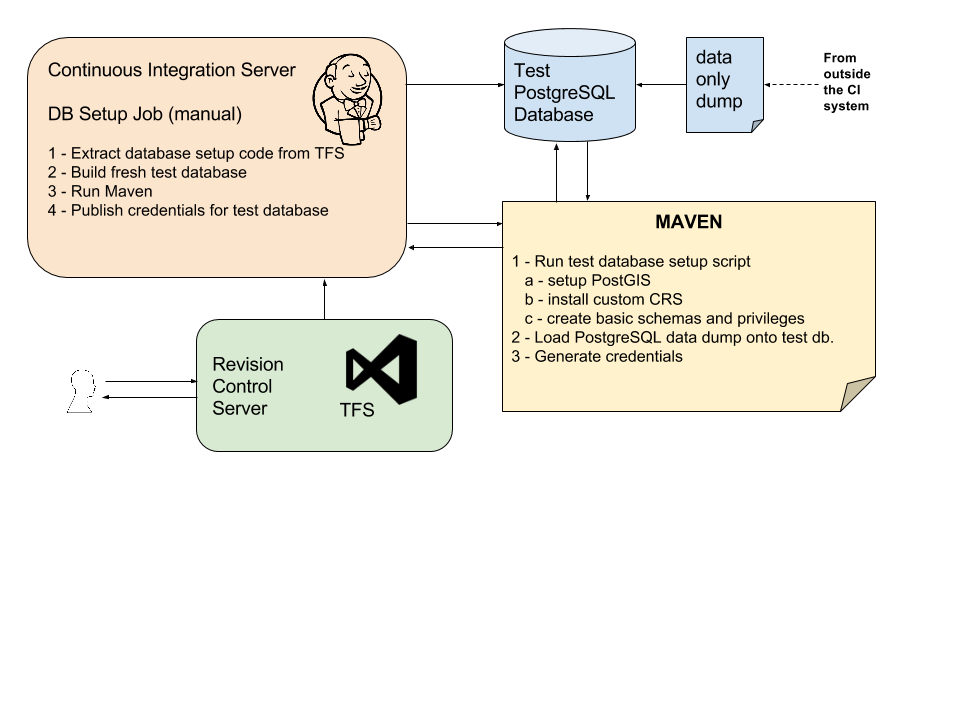 Continuous Integration Server
DB Setup Job (manual)
1 - Extract database setup code from TFS
2 - Build fresh test database
3 - Run Maven
4 - Publish credentials for test database
Test
PostgreSQL
Database
data
only
dump
From
outside
the CI
system
MAVEN
1 - Run test database setup script
a - setup PostGIS
b - install custom CRS
c - create basic schemas and privileges
2 - Load PostgreSQL data dump onto test db.
3 - Generate credentials
Revision
Control
Server
TFS